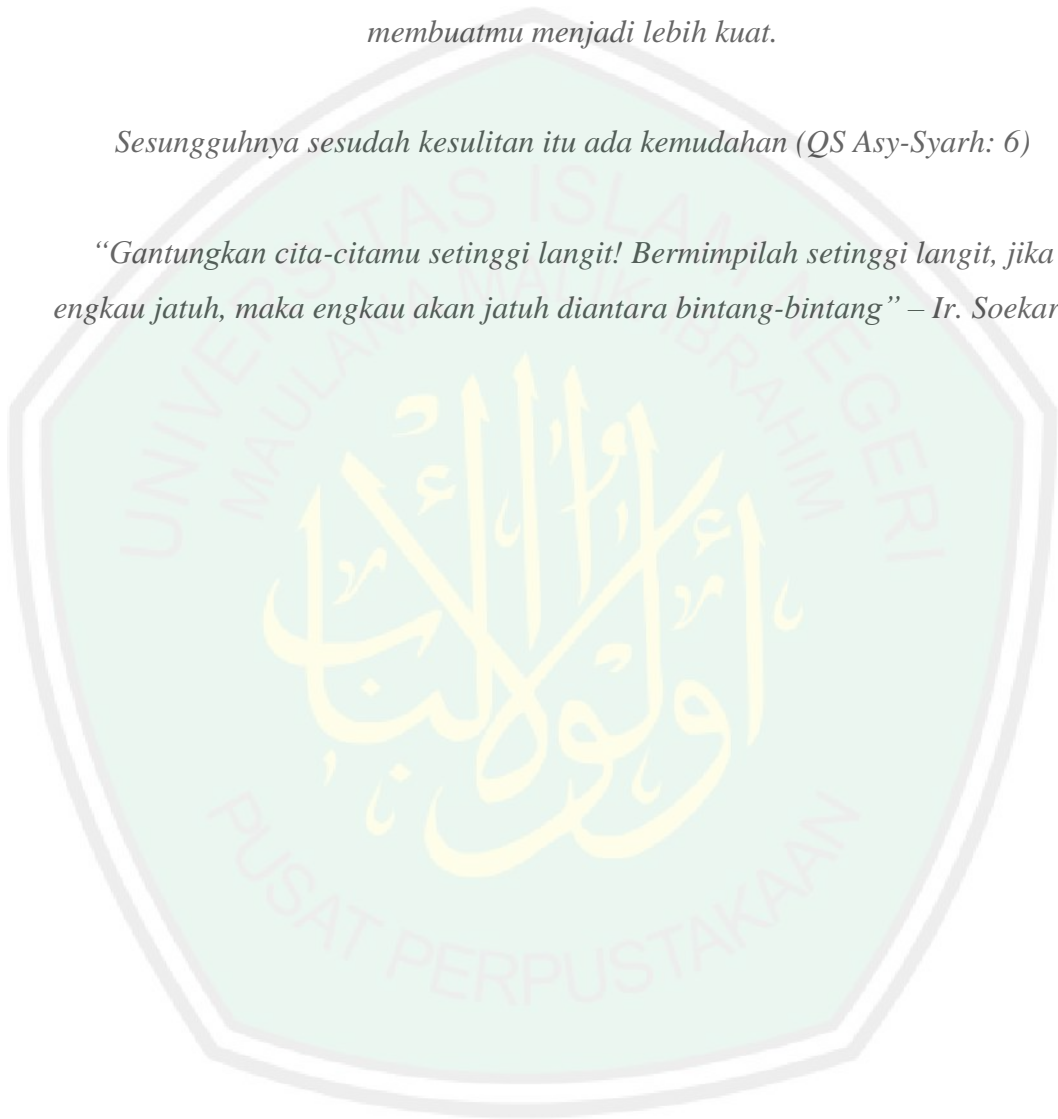 membuatmu menjadi lebih kuat.
Sesungguhnya sesudah kesulitan itu ada kemudahan (QS Asy-Syarh: 6)
“Gantungkan cita-citamu setinggi langit! Bermimpilah setinggi langit, jika
engkau jatuh, maka engkau akan jatuh diantara bintang-bintang” – Ir. Soekar
UNIVERSITAS ISLAM NEGERI
MAULANA MALIK IBRAHIM
أولوا الألباب
PUSAT PERPUSTAKAAN